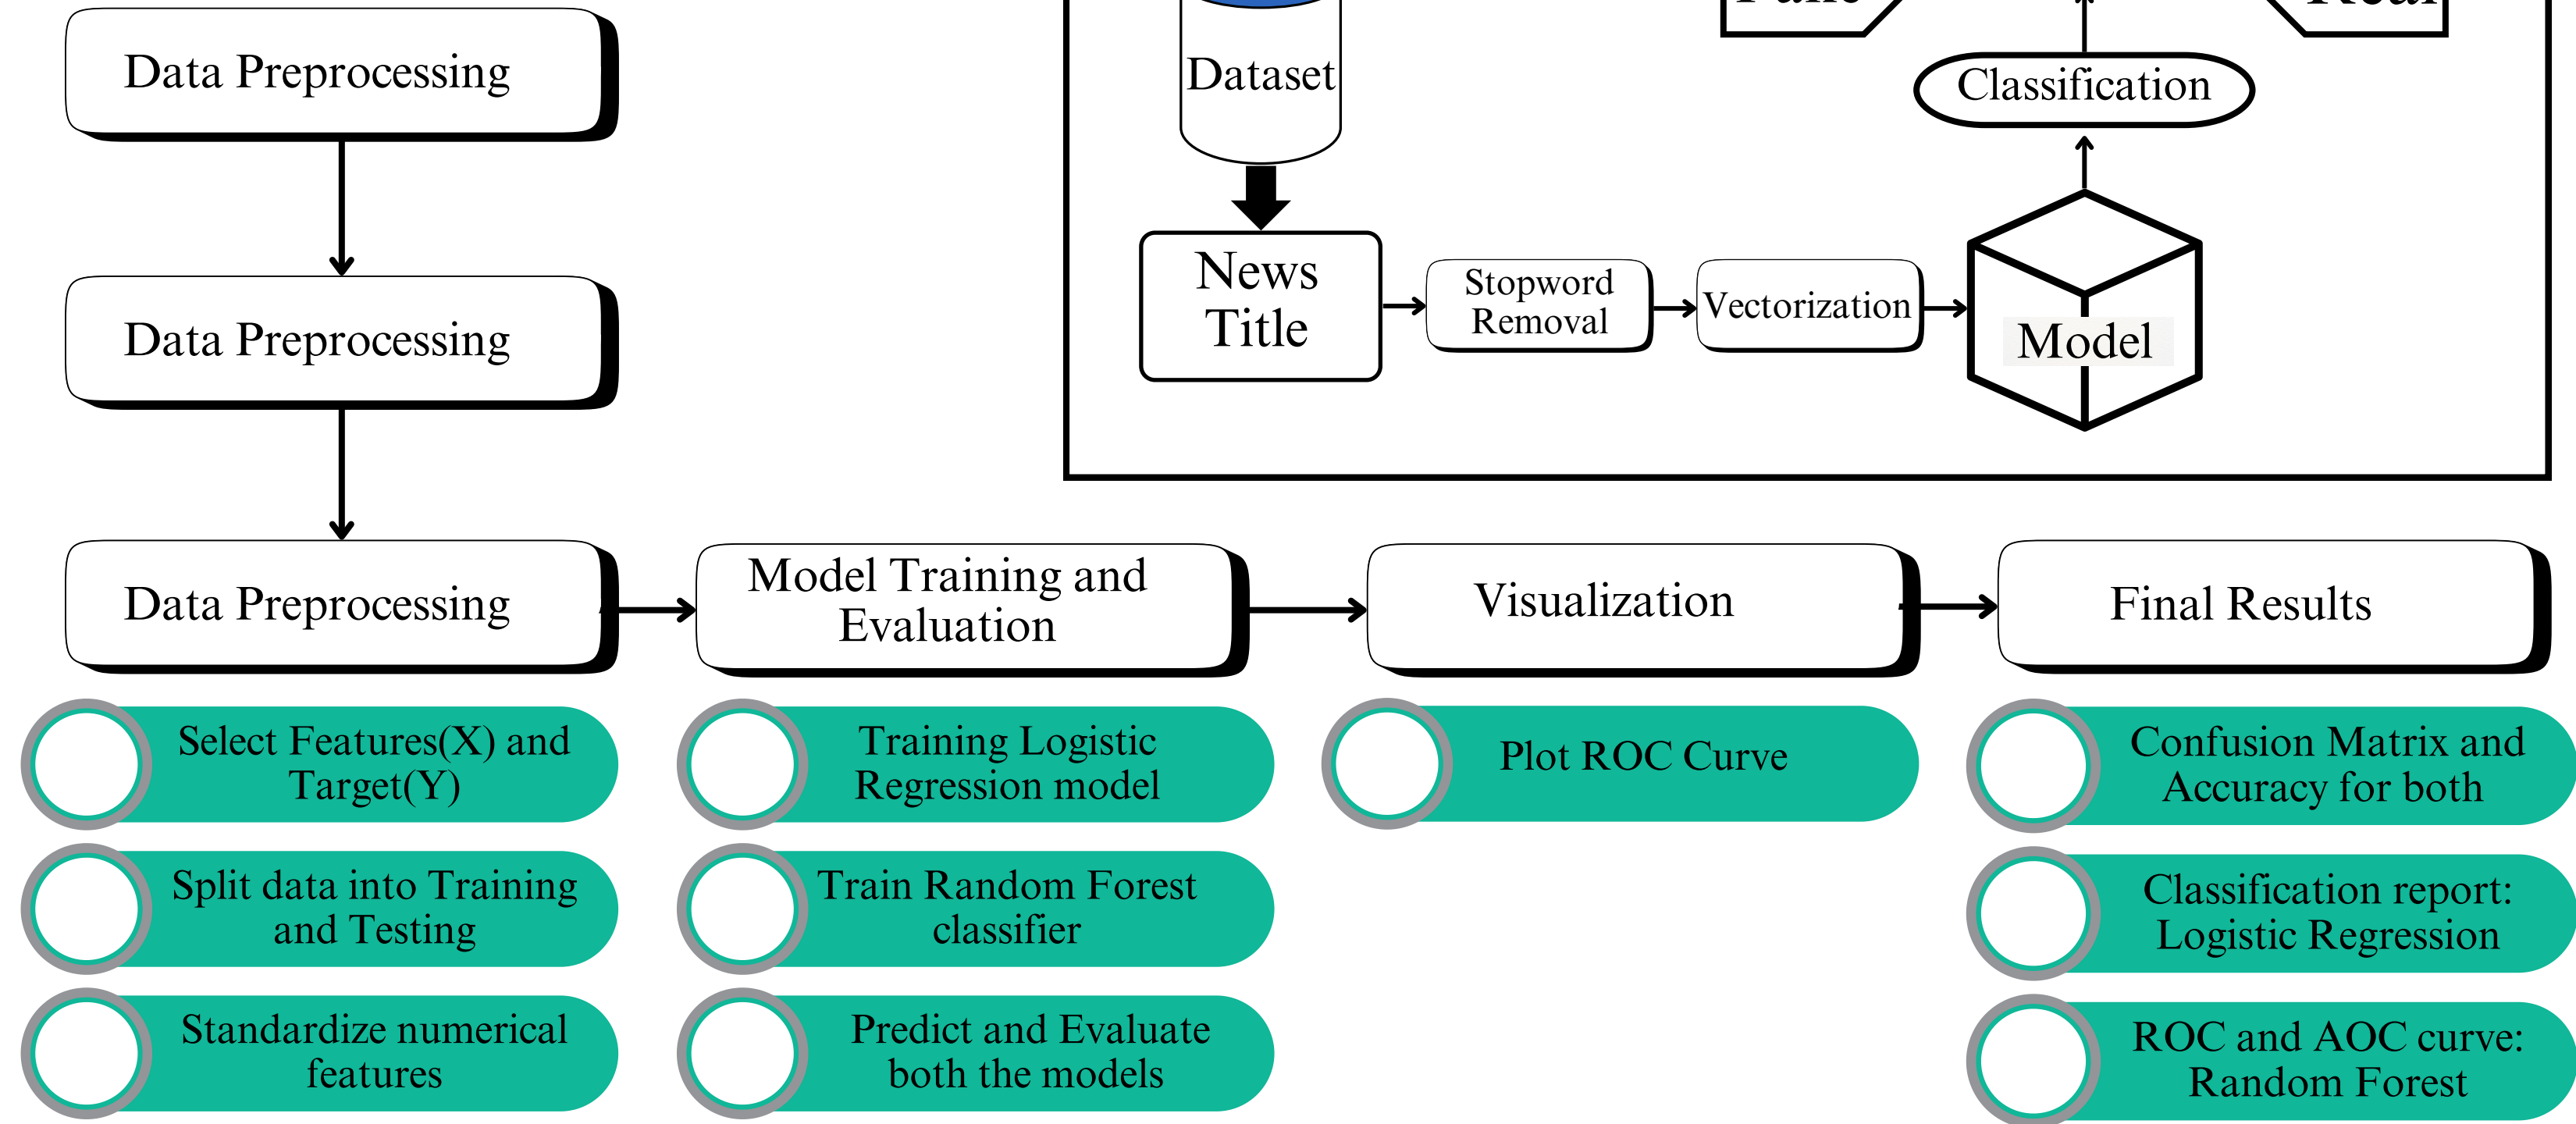 Data Preprocessing
Dataset
Classification
News
Title
Stopword
Removal
Vectorization
Model
Data Preprocessing
Data Preprocessing
Model Training and
Evaluation
Visualization
Final Results
Select Features(X) and
Target(Y)
Split data into Training
and Testing
Standardize numerical
features
Training Logistic
Regression model
Train Random Forest
classifier
Predict and Evaluate
both the models
Plot ROC Curve
Confusion Matrix and
Accuracy for both
Classification report:
Logistic Regression
ROC and AOC curve:
Random Forest